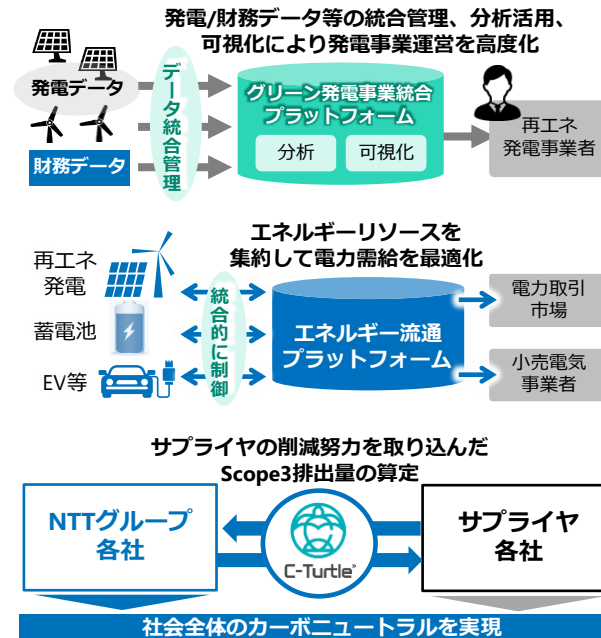 発電/財務データ等の統合管理、分析活用、
可視化により発電事業運営を高度化
発電データ
財務データ
データ統合管理
グリーン発電事業統合
プラットフォーム
分析
可視化
再エネ
発電事業者
エネルギーリソースを
集約して電力需給を最適化
再エネ
発電
蓄電池
EV等
統合的に制御
エネルギー流通
プラットフォーム
電力取引
市場
小売電気
事業者
サプライヤの削減努力を取り込んだ
Scope3排出量の算定
NTTグループ
各社
C-Turtle®
サプライヤ
各社
社会全体のカーボニュートラルを実現